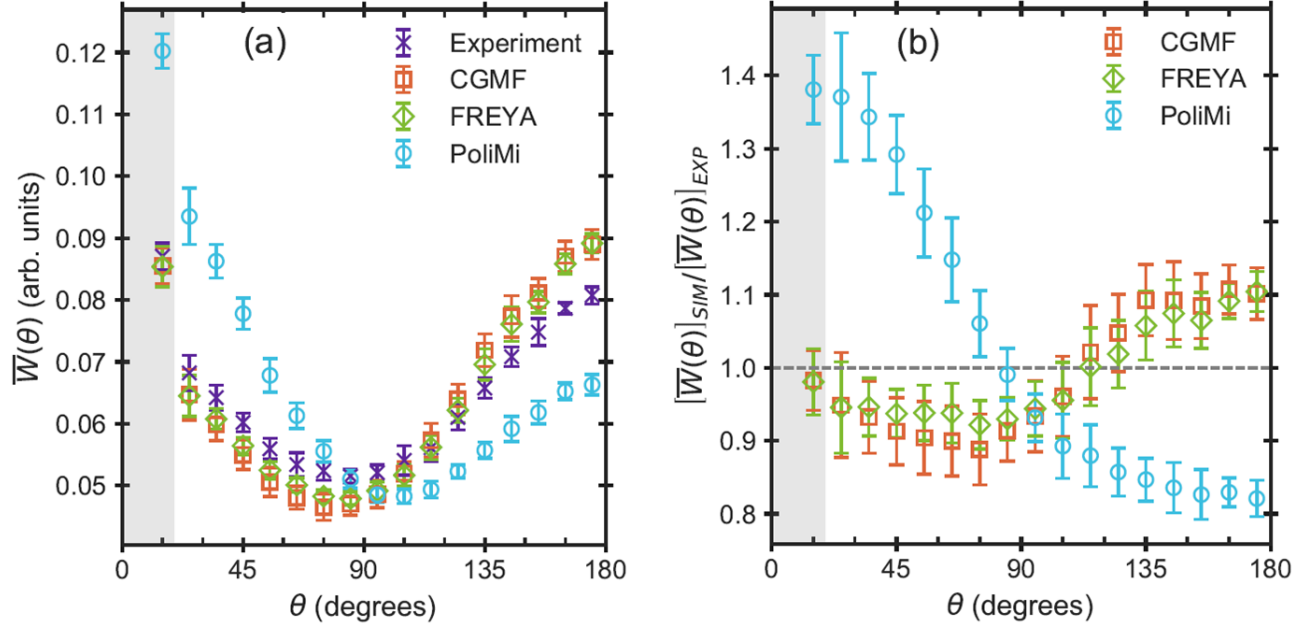 (a)
Experiment
CGMF
FREYA
PoliMi
0.12
0.11
0.10
0.09
0.08
0.07
0.06
0.05
W̅(θ) (arb. units)
0 45 90 135 180
θ (degrees)
(b)
CGMF
FREYA
PoliMi
1.4
1.3
1.2
1.1
1.0
0.9
0.8
[W̅(θ)]SIM/[W̅(θ)]EXP
0 45 90 135 180
θ (degrees)